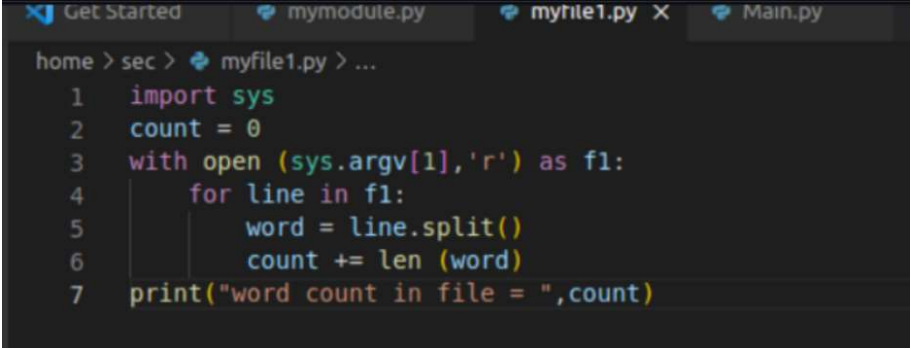 Get Started mymodule.py myfile1.py X Main.py
home > sec > myfile1.py > ...
1 import sys
2 count = 0
3 with open (sys.argv[1],'r') as f1:
4 for line in f1:
5 word = line.split()
6 count += len (word)
7 print("word count in file = ",count)